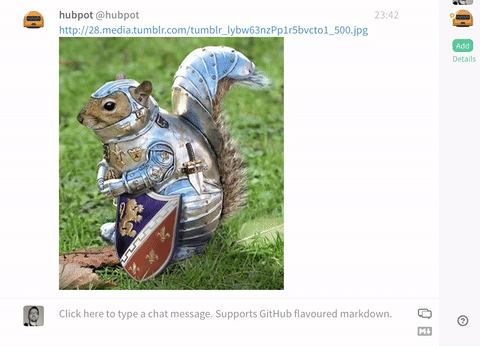 hubpot @hubpot 23:42
http://28.media.tumblr.com/tumblr_lybw63nzPp1r5bvcto1_500.jpg
Add
Details
Click here to type a chat message. Supports GitHub flavoured markdown.
M
?